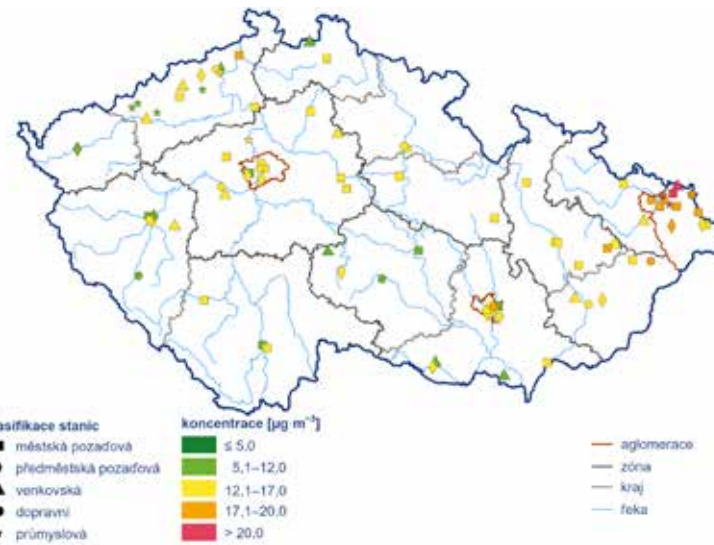 asifikace stanic
městská pozaďová
předměstská pozaďová
venkovská
dopravní
průmyslová
koncentrace [µg·m⁻³]
≤ 5,0
5,1–12,0
12,1–17,0
17,1–20,0
> 20,0
aglomerace
zóna
kraj
řeka